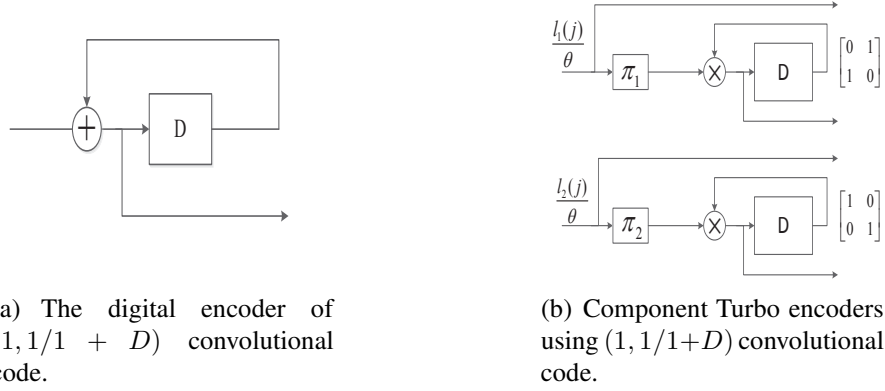 +
D
l₁(j)
θ
π₁
×
D
0 1
1 0
l₂(j)
θ
π₂
×
D
1 0
0 1
a) The digital encoder of
1, 1/1 + D) convolutional
code.
(b) Component Turbo encoders
using (1, 1/1+D) convolutional
code.